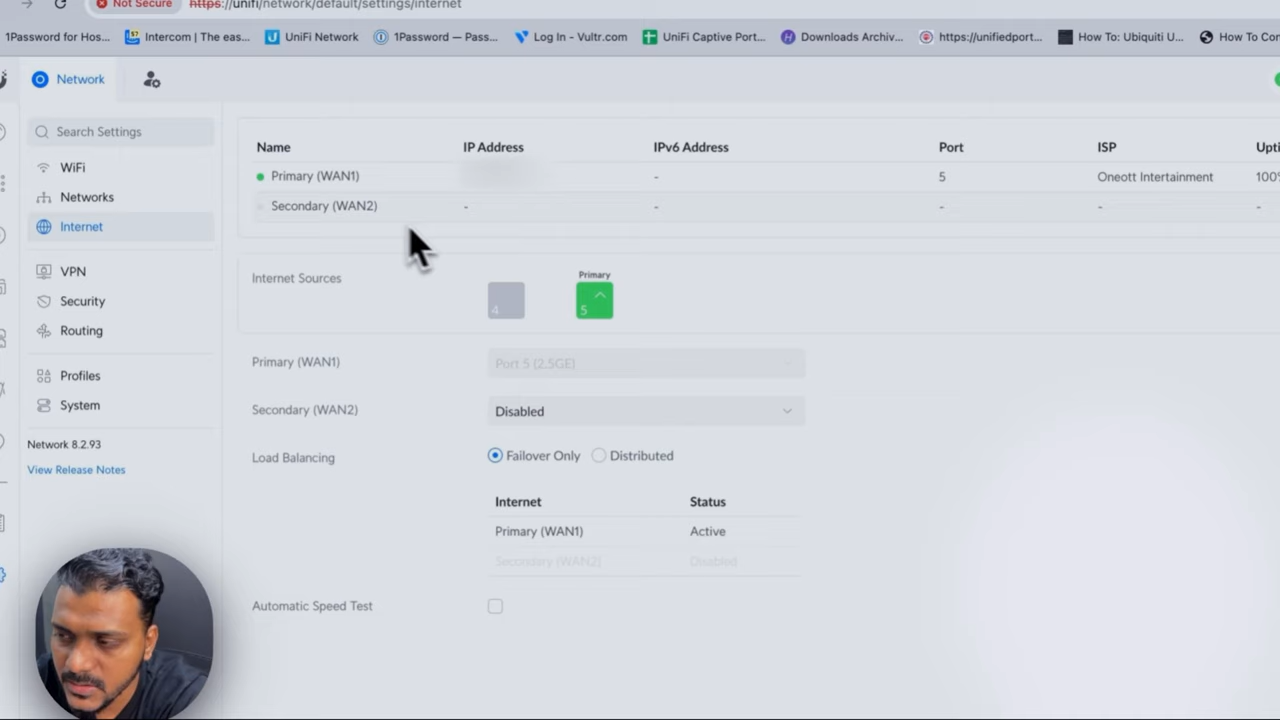 Not Secure https://unifi/network/default/settings/internet
1Password for Hos... Intercom | The eas... UniFi Network 1Password — Pass... Log In - Vultr.com UniFi Captive Port... Downloads Archiv... https://unifiedport... How To: Ubiquiti U... How To Con
Network
Search Settings
WiFi
Networks
Internet
VPN
Security
Routing
Profiles
System
Network 8.2.93
View Release Notes
Name IP Address IPv6 Address Port ISP Upti
Primary (WAN1) - 5 Oneott Intertainment 100%
Secondary (WAN2) - - - - -
Internet Sources
Primary
4 5
Primary (WAN1) Port 5 (2.5GE)
Secondary (WAN2) Disabled
Load Balancing Failover Only Distributed
Internet Status
Primary (WAN1) Active
Secondary (WAN2) Disabled
Automatic Speed Test